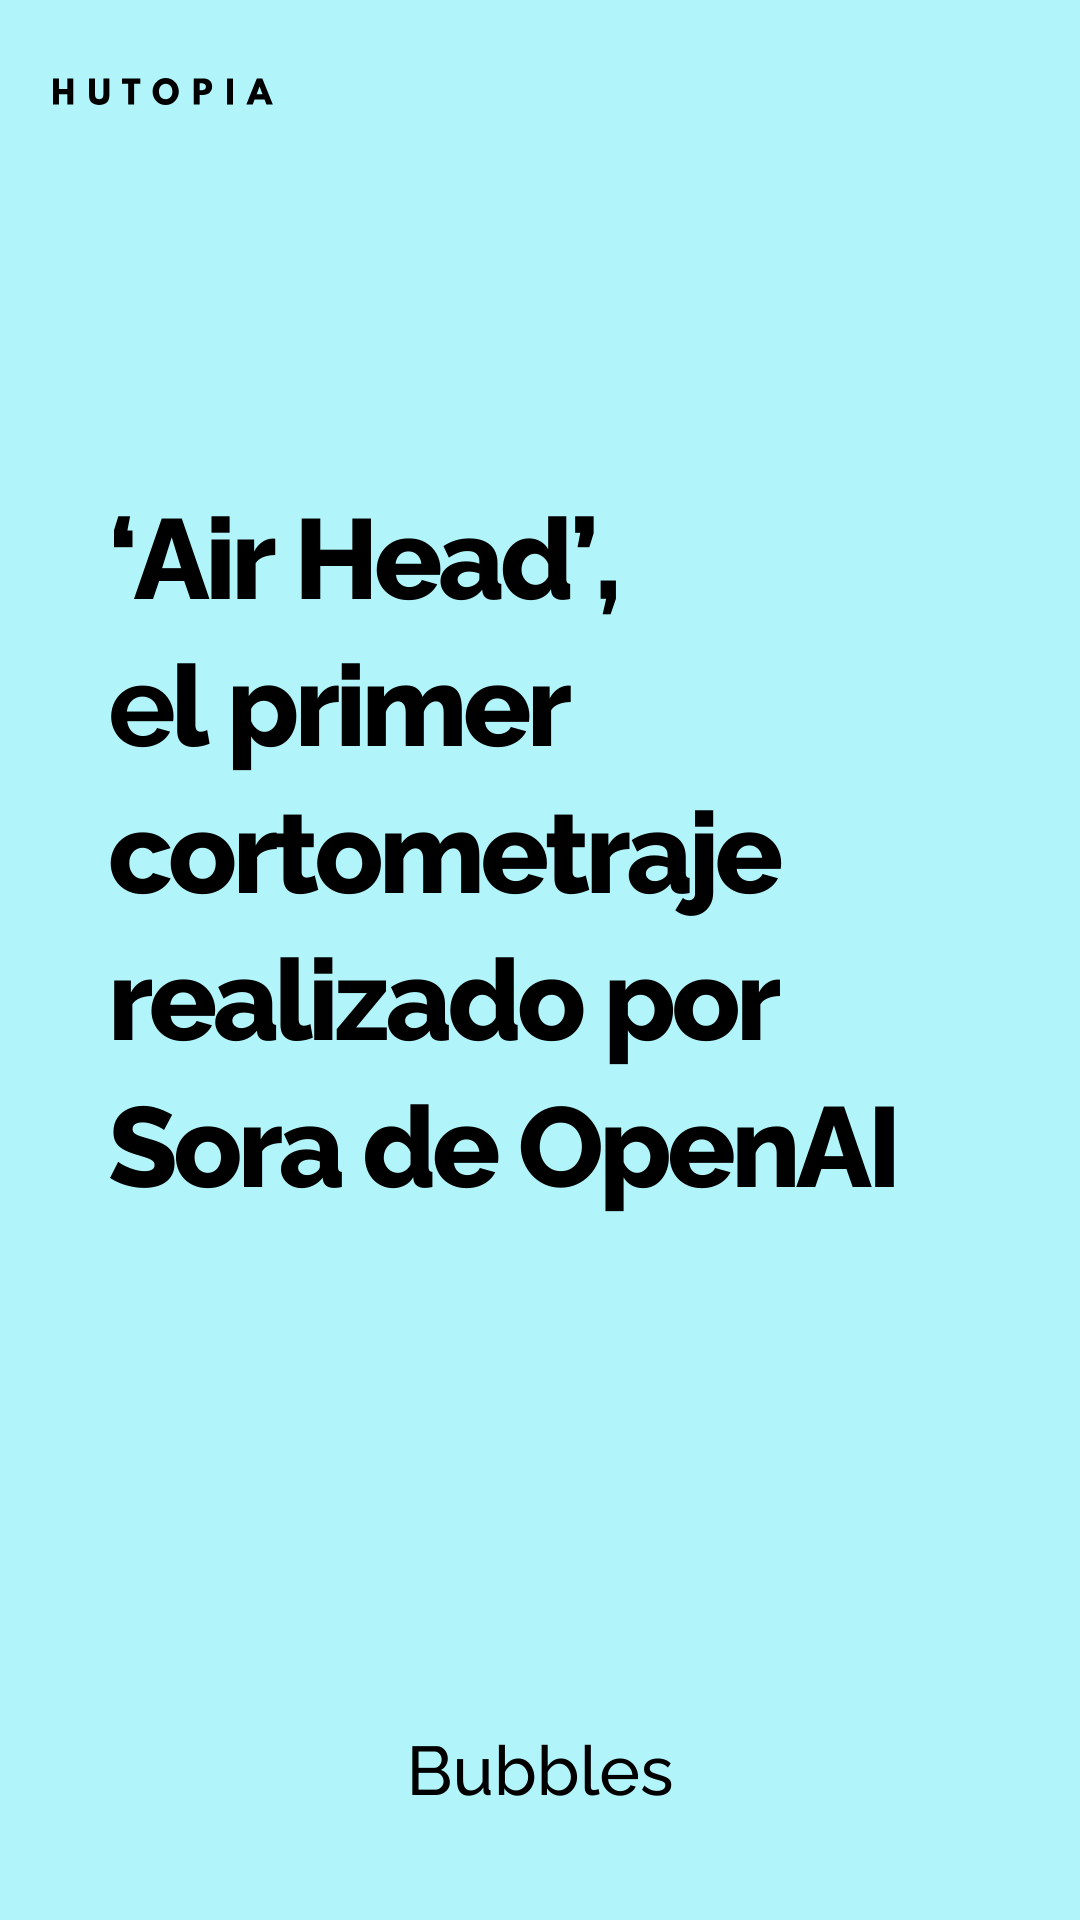 HUTOPIA
‘Air Head’,
el primer
cortometraje
realizado por
Sora de OpenAI
Bubbles